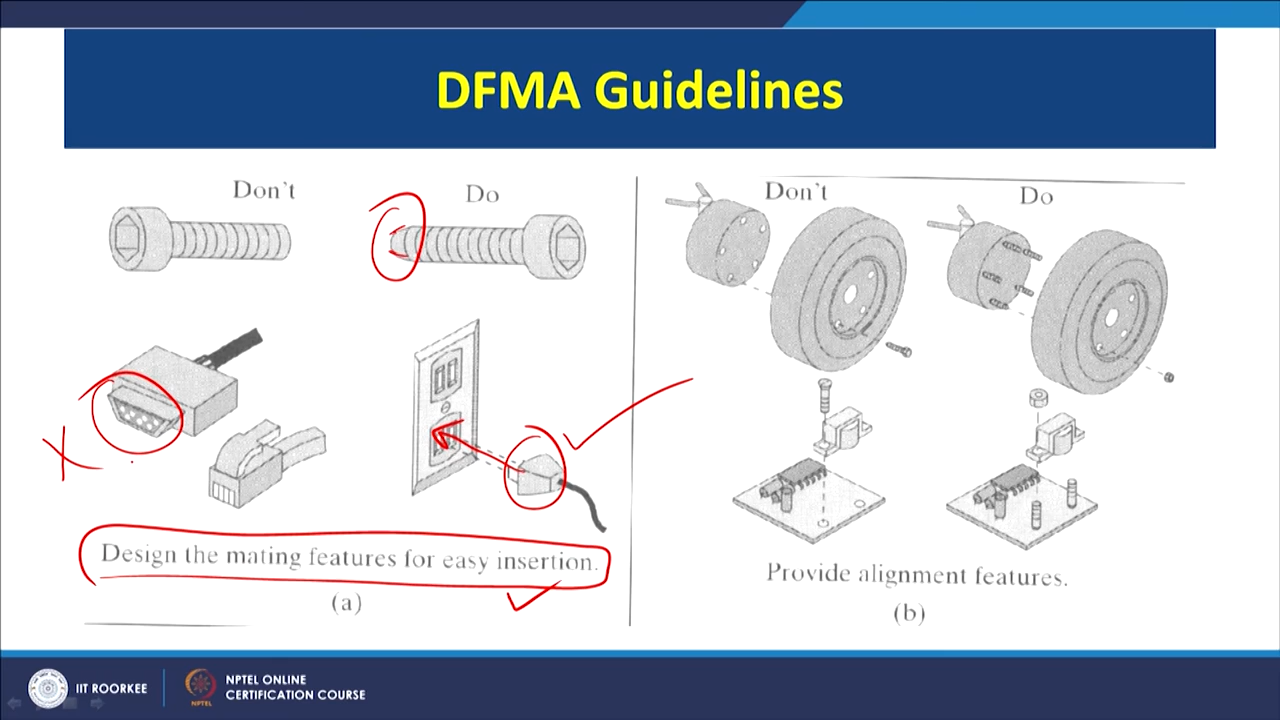 DFMA Guidelines
Don't
Do
Design the mating features for easy insertion.
(a)
Don't
Do
Provide alignment features.
(b)
IIT ROORKEE
NPTEL
NPTEL ONLINE
CERTIFICATION COURSE